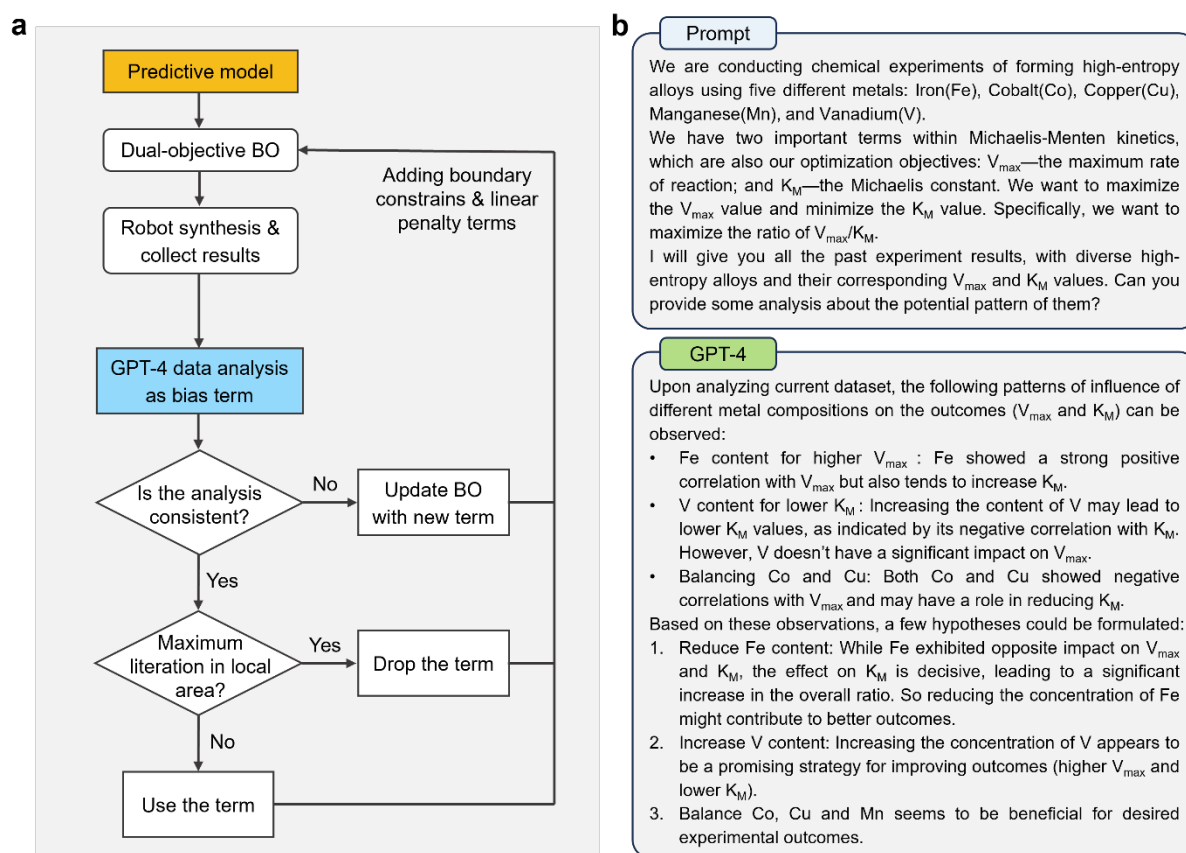 a
Predictive model
Dual-objective BO
Adding boundary
constrains & linear
penalty terms
Robot synthesis &
collect results
GPT-4 data analysis
as bias term
Is the analysis
consistent?
No
Update BO
with new term
Yes
Maximum
literation in local
area?
Yes
Drop the term
No
Use the term
b
Prompt
We are conducting chemical experiments of forming high-entropy
alloys using five different metals: Iron(Fe), Cobalt(Co), Copper(Cu),
Manganese(Mn), and Vanadium(V).
We have two important terms within Michaelis-Menten kinetics,
which are also our optimization objectives: Vmax—the maximum rate
of reaction; and KM—the Michaelis constant. We want to maximize
the Vmax value and minimize the KM value. Specifically, we want to
maximize the ratio of Vmax/KM.
I will give you all the past experiment results, with diverse high-
entropy alloys and their corresponding Vmax and KM values. Can you
provide some analysis about the potential pattern of them?
GPT-4
Upon analyzing current dataset, the following patterns of influence of
different metal compositions on the outcomes (Vmax and KM) can be
observed:
• Fe content for higher Vmax : Fe showed a strong positive
correlation with Vmax but also tends to increase KM.
• V content for lower KM : Increasing the content of V may lead to
lower KM values, as indicated by its negative correlation with KM.
However, V doesn't have a significant impact on Vmax.
• Balancing Co and Cu: Both Co and Cu showed negative
correlations with Vmax and may have a role in reducing KM.
Based on these observations, a few hypotheses could be formulated:
1. Reduce Fe content: While Fe exhibited opposite impact on Vmax
and KM, the effect on KM is decisive, leading to a significant
increase in the overall ratio. So reducing the concentration of Fe
might contribute to better outcomes.
2. Increase V content: Increasing the concentration of V appears to
be a promising strategy for improving outcomes (higher Vmax and
lower KM).
3. Balance Co, Cu and Mn seems to be beneficial for desired
experimental outcomes.